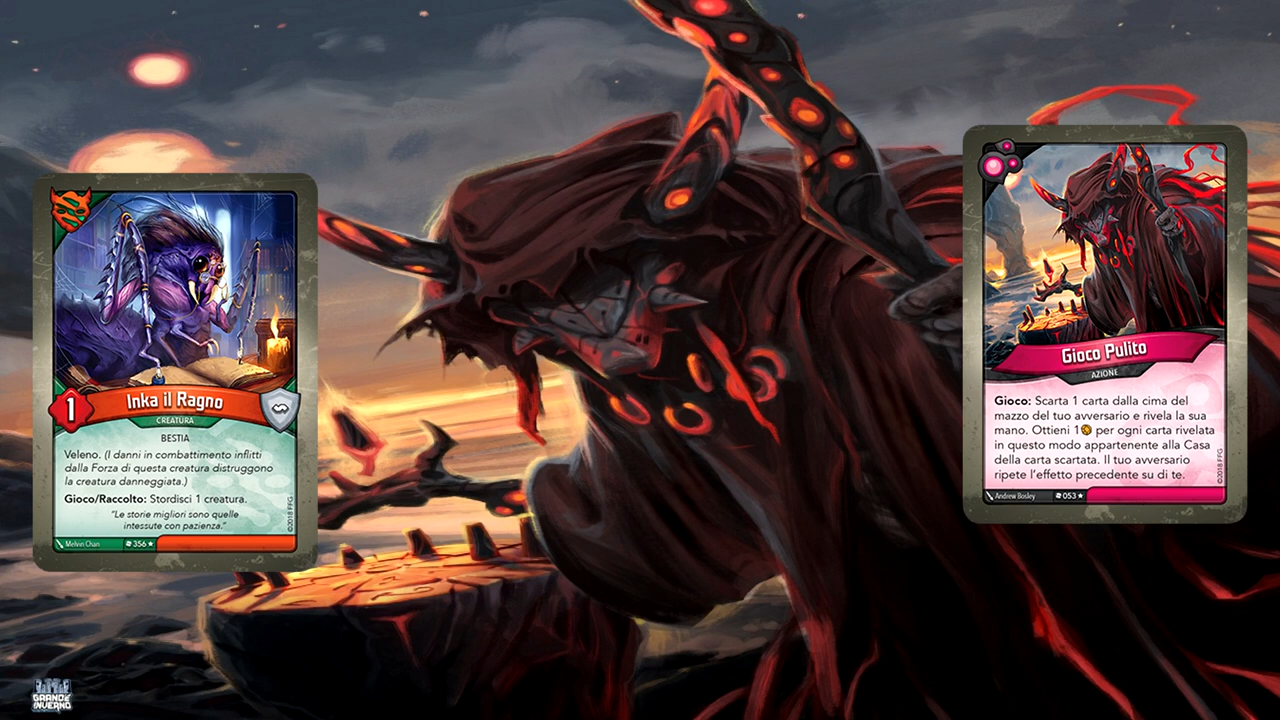 1
Inka il Ragno
CREATURA
BESTIA
Veleno. (I danni in combattimento inflitti
dalla Forza di questa creatura distruggono
la creatura danneggiata.)
Gioco/Raccolto: Stordisci 1 creatura.
"Le storie migliori sono quelle
intessute con pazienza."
©2018 FFG
Melvin Chan
356
Gioco Pulito
AZIONE
Gioco: Scarta 1 carta dalla cima del
mazzo del tuo avversario e rivela la sua
mano. Ottieni 1 per ogni carta rivelata
in questo modo appartenente alla Casa
della carta scartata. Il tuo avversario
ripete l'effetto precedente su di te.
©2018 FFG
Andrew Bosley
053
GRANDE
INVERNO